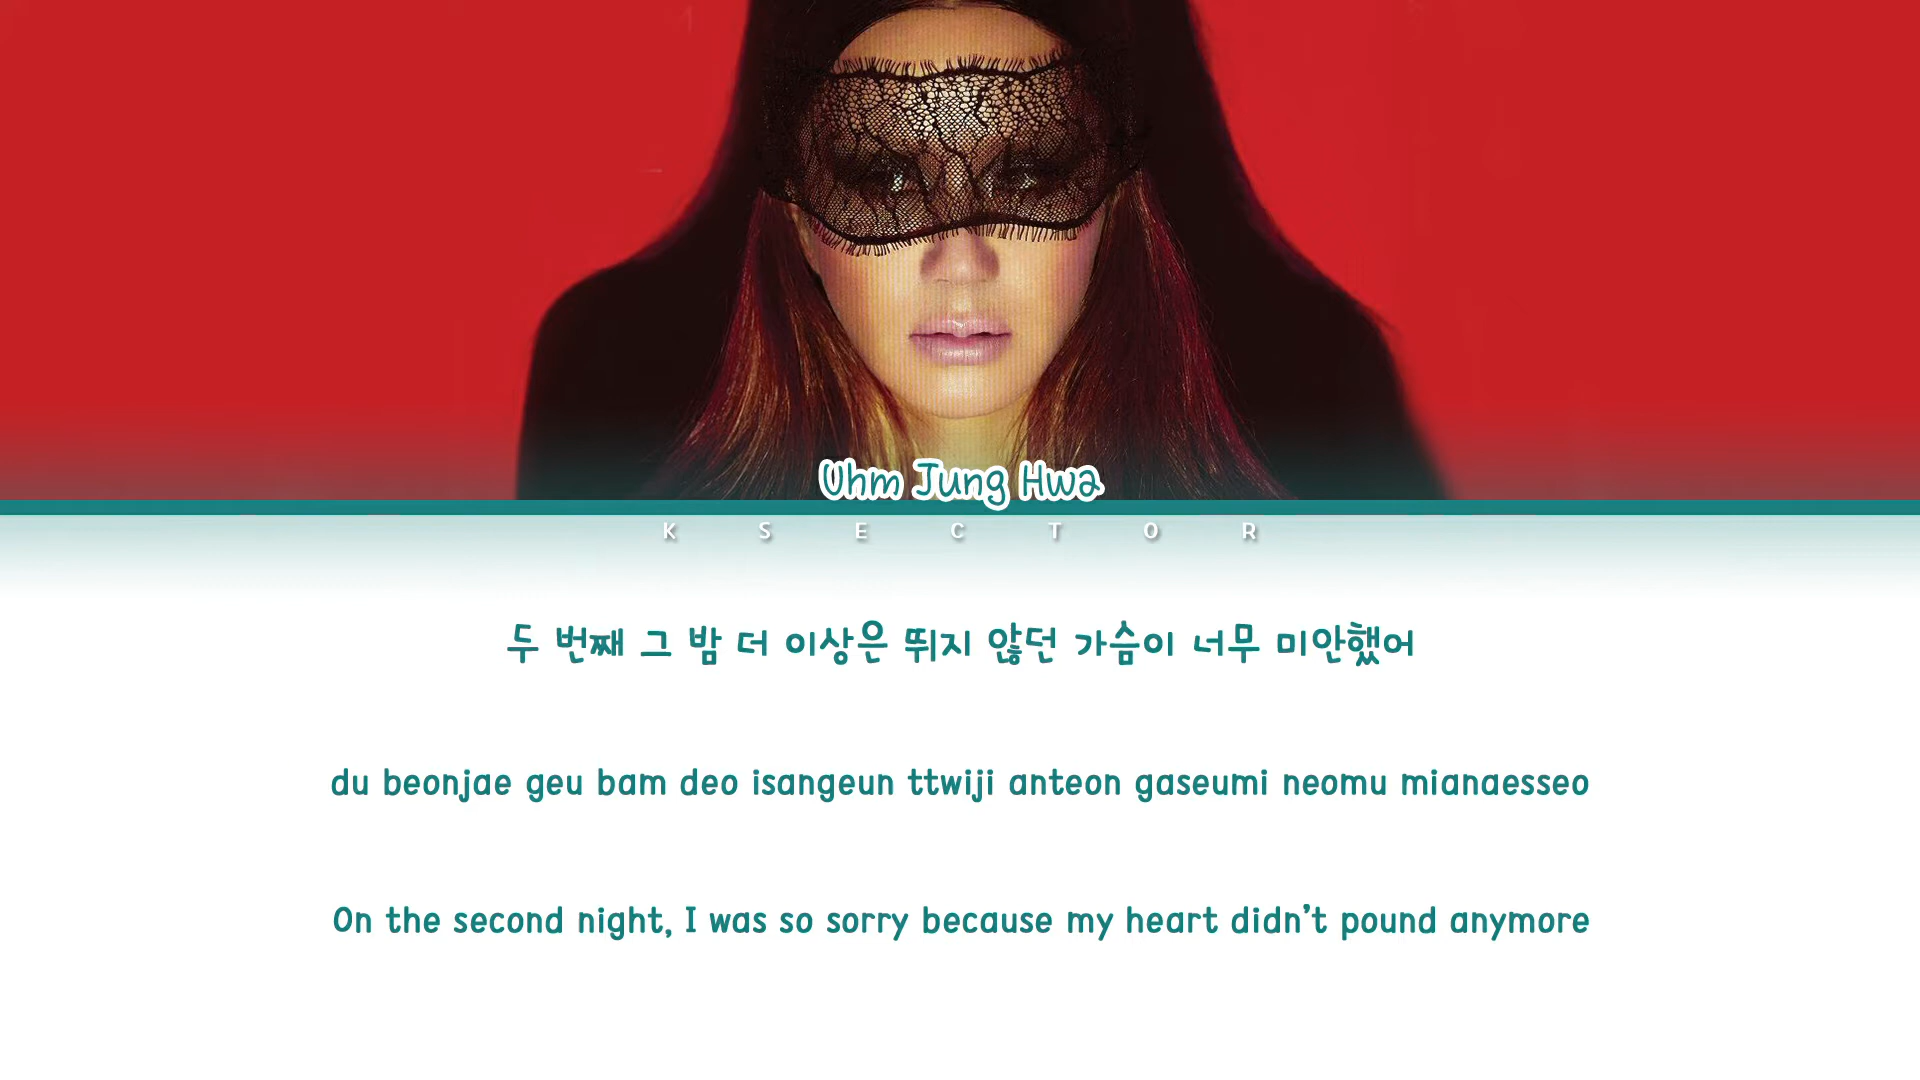 Uhm Jung Hwa
K S E C T O R
두 번째 그 밤 더 이상은 뛰지 않던 가슴이 너무 미안했어
du beonjae geu bam deo isangeun ttwiji anteon gaseumi neomu mianaesseo
On the second night, I was so sorry because my heart didn't pound anymore